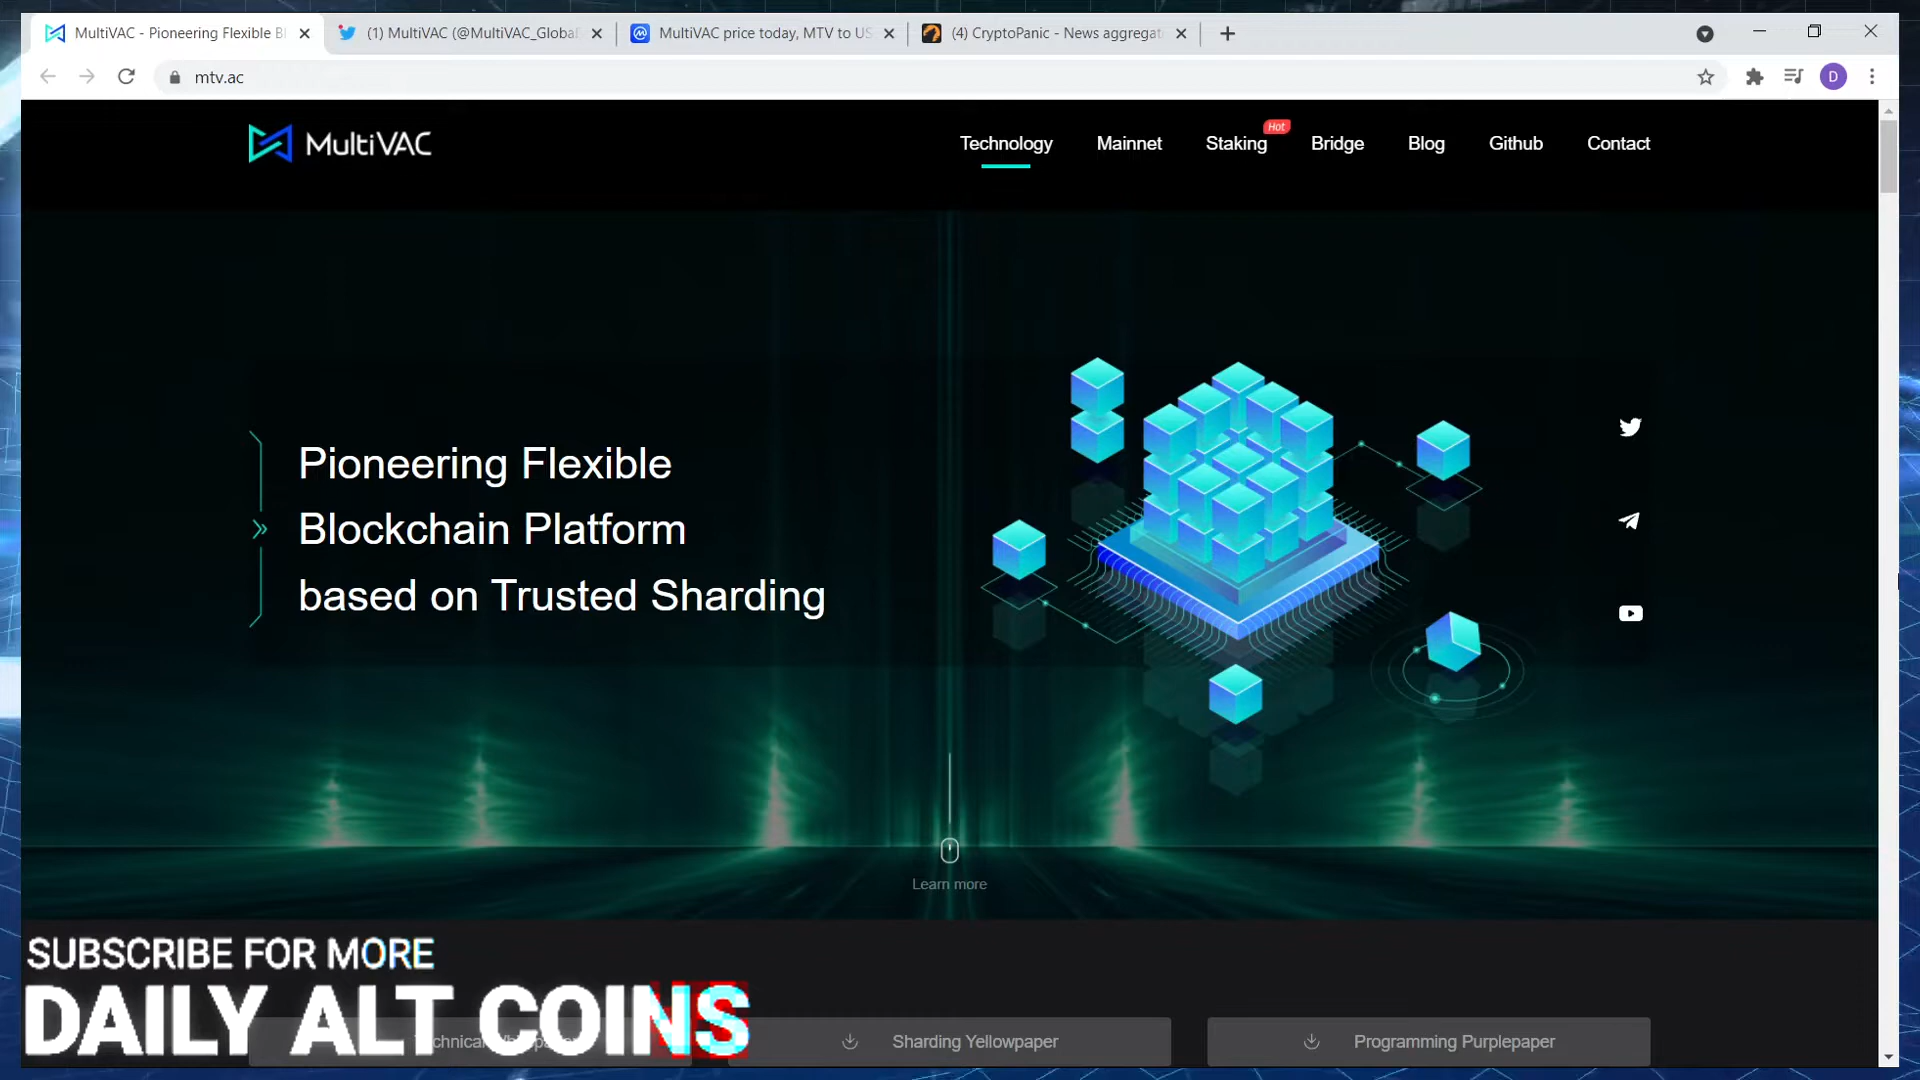 MultiVAC - Pioneering Flexible Bl
(1) MultiVAC (@MultiVAC_Global
MultiVAC price today, MTV to US
(4) CryptoPanic - News aggregat
mtv.ac
D
MultiVAC
Technology
Mainnet
Staking
Hot
Bridge
Blog
Github
Contact
Pioneering Flexible
Blockchain Platform
based on Trusted Sharding
Learn more
SUBSCRIBE FOR MORE
DAILY ALT COINS
Sharding Yellowpaper
Programming Purplepaper